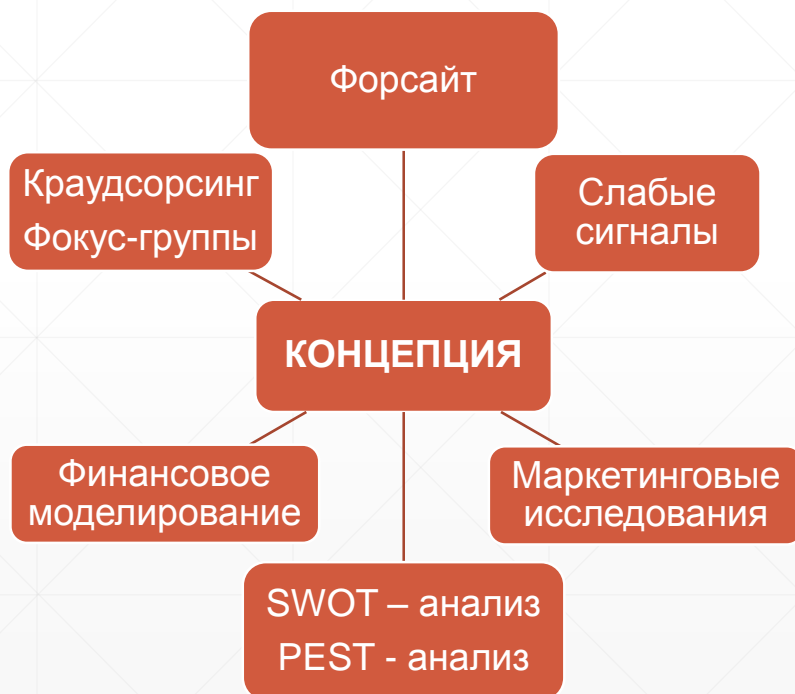 Форсайт
Краудсорсинг
Фокус-группы
Слабые
сигналы
КОНЦЕПЦИЯ
Финансовое
моделирование
Маркетинговые
исследования
SWOT – анализ
PEST - анализ